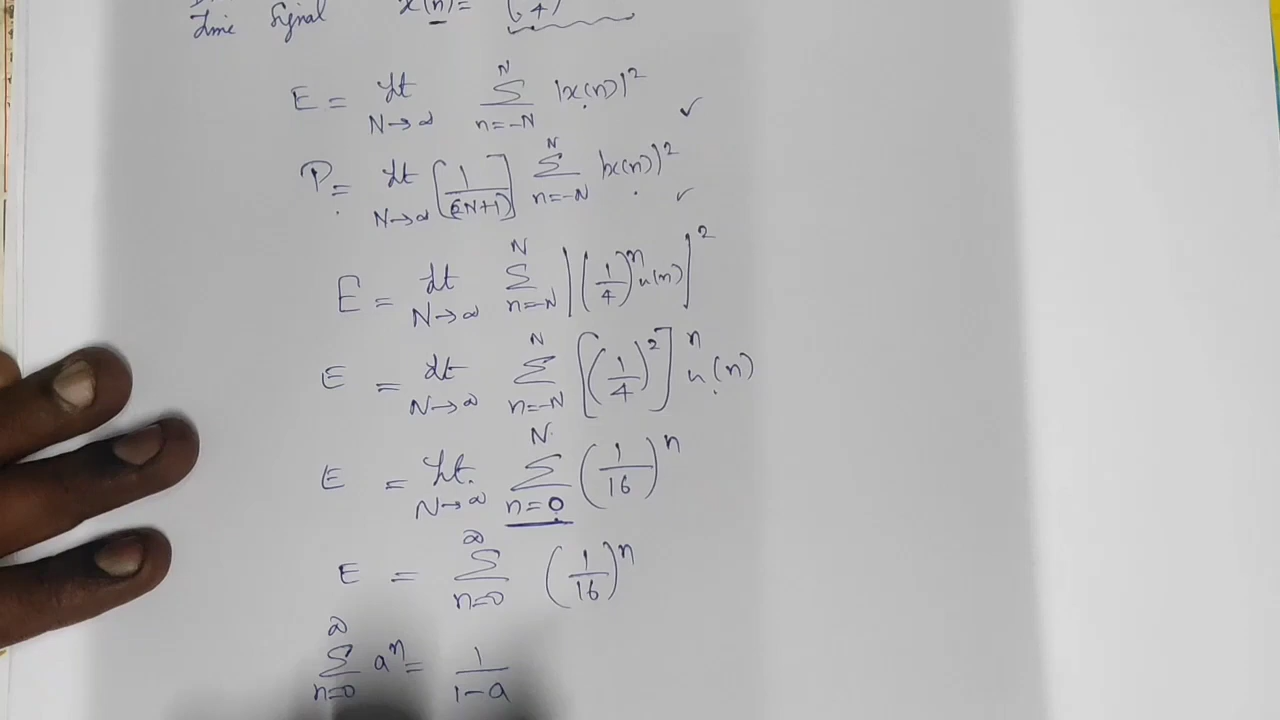 Time Signal x(n)=
E = Lt N→∞ Σ n=-N N |x(n)|² ✓
P = Lt N→∞ [1/(2N+1)] Σ n=-N N |x(n)|² ✓
E = Lt N→∞ Σ n=-N N |(1/4)ⁿ u(n)|²
E = Lt N→∞ Σ n=-N N [(1/4)²]ⁿ u(n)
E = Lt. N→∞ Σ n=0 N (1/16)ⁿ
E = Σ n=0 ∞ (1/16)ⁿ
Σ n=0 ∞ aⁿ = 1/1-a